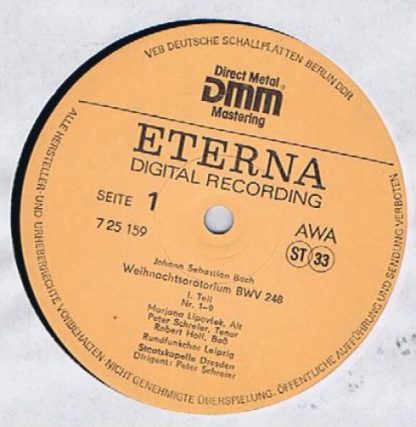 VEB DEUTSCHE SCHALLPLATTEN BERLIN DDR
Direct Metal
DMM
Mastering
ETERNA
DIGITAL RECORDING
SEITE 1
AWA
7 25 159
ST 33
Johann Sebastian Bach
Weihnachtsoratorium BWV 248
I. Teil
Nr. 1-9
Marjana Lipovšek, Alt
Peter Schreier, Tenor
Robert Holl, Baß
Rundfunkchor Leipzig
Staatskapelle Dresden
Dirigent: Peter Schreier
ALLE HERSTELLER- UND URHEBERRECHTE VORBEHALTEN · NICHT GENEHMIGTE ÜBERSPIELUNG, ÖFFENTLICHE AUFFÜHRUNG UND SENDUNG VERBOTEN